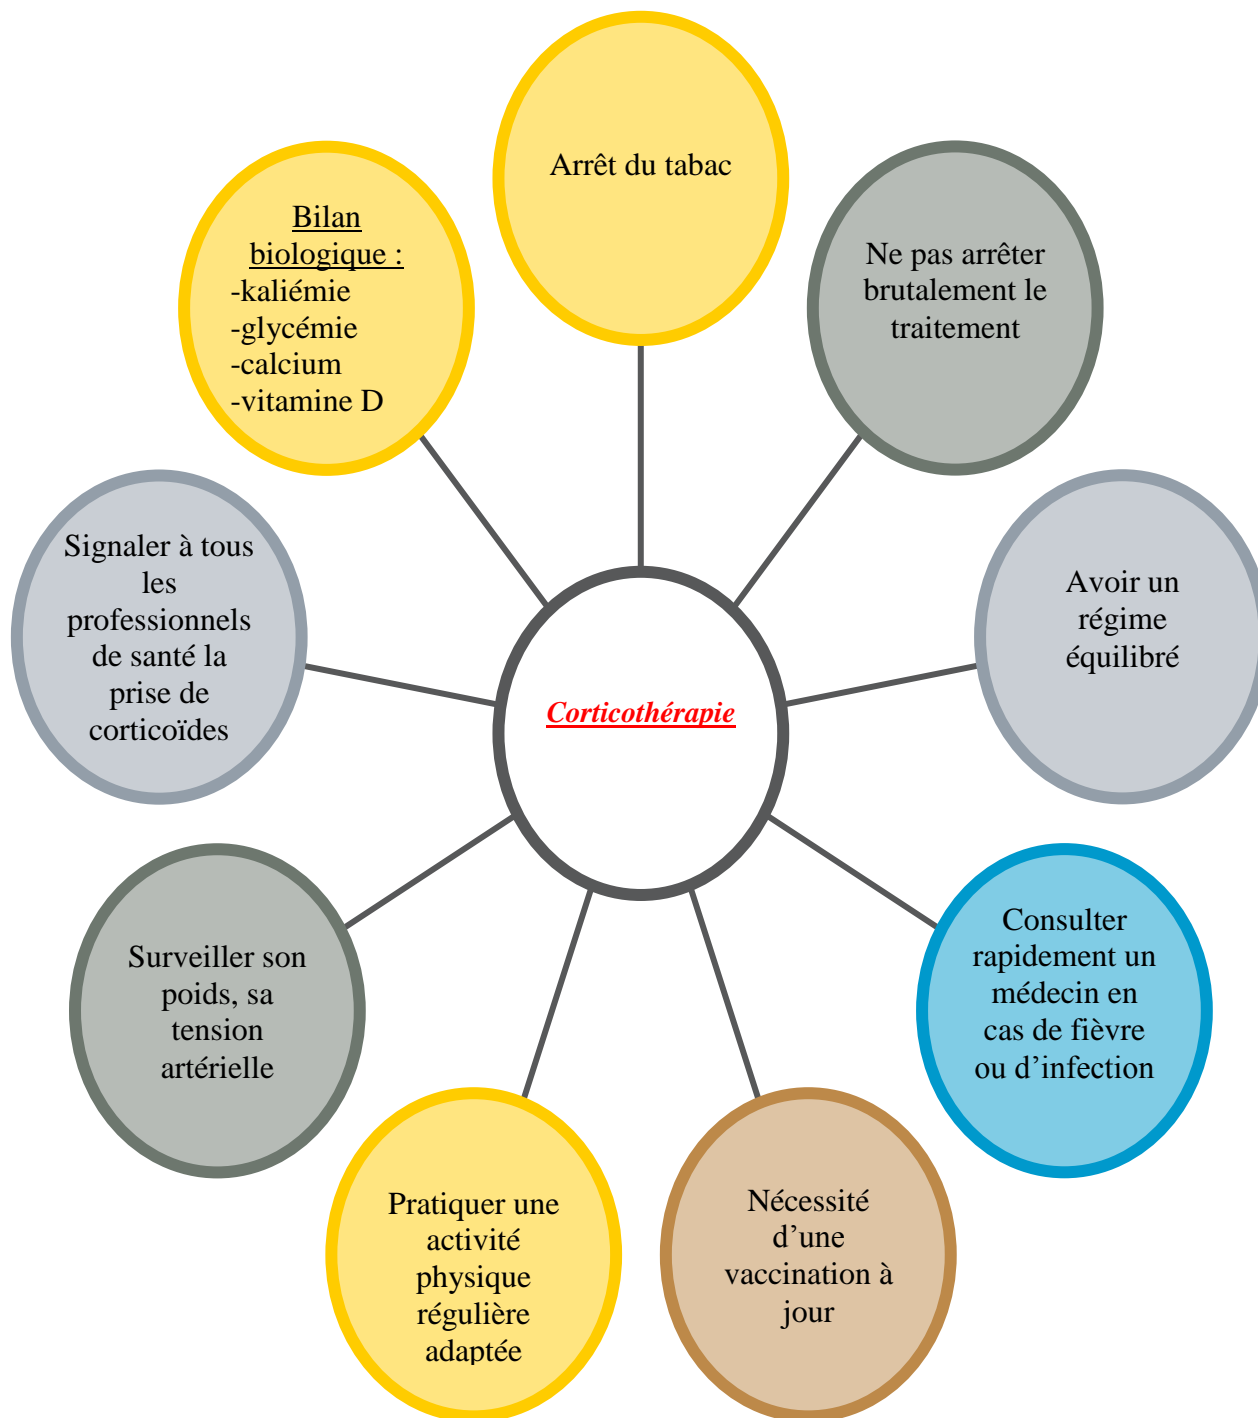 Arrêt du tabac
Ne pas arrêter
brutalement le
traitement
Avoir un
régime
équilibré
Consulter
rapidement un
médecin en
cas de fièvre
ou d’infection
Nécessité
d’une
vaccination à
jour
Pratiquer une
activité
physique
régulière
adaptée
Surveiller son
poids, sa
tension
artérielle
Signaler à tous
les
professionnels
de santé la
prise de
corticoïdes
Bilan
biologique :
-kaliémie
-glycémie
-calcium
-vitamine D
Corticothérapie